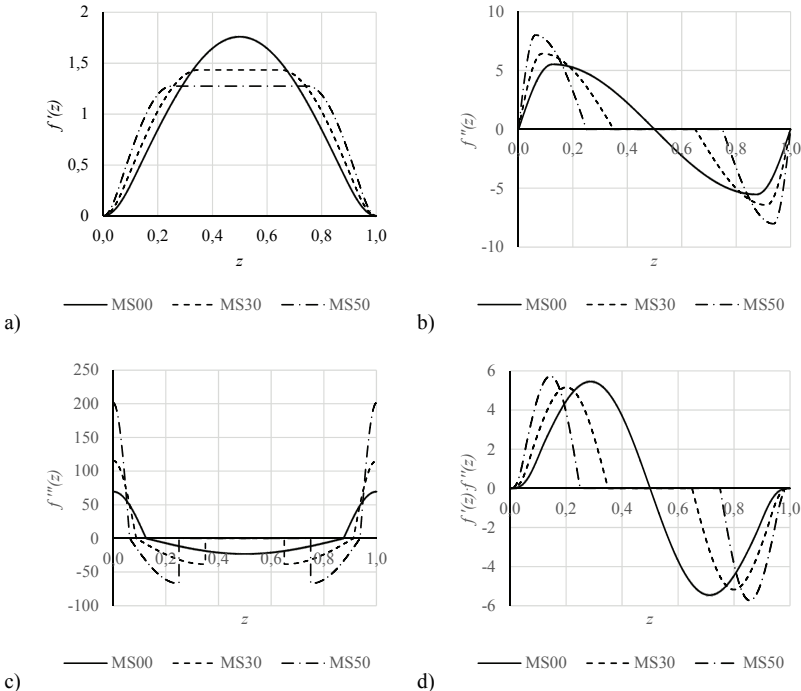 2
1,5
1
0,5
0
f'(z)
0,0 0,2 0,4 0,6 0,8 1,0
z
MS00 MS30 MS50
a)
10
5
0
-5
-10
f''(z)
0,0 0,2 0,4 0,6 0,8 1,0
z
MS00 MS30 MS50
b)
250
200
150
100
50
0
-50
-100
f'''(z)
0,0 0,2 0,4 0,6 0,8 1,0
z
MS00 MS30 MS50
c)
6
4
2
0
-2
-4
-6
f'(z).f''(z)
0,0 0,2 0,4 0,6 0,8 1,0
z
MS00 MS30 MS50
d)